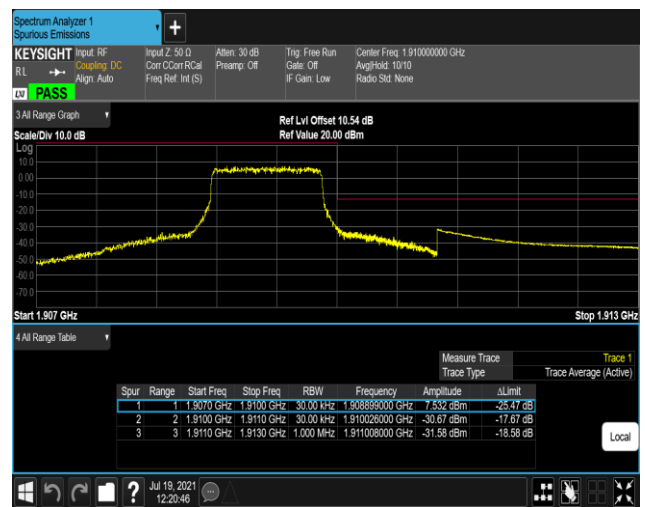 Spectrum Analyzer 1
Spurious Emissions
+
KEYSIGHT Input: RF Input Z: 50 Ω Atten: 30 dB Trig: Free Run Center Freq: 1.910000000 GHz
RL Coupling: DC Corr CCorr RCal Preamp: Off Gate: Off Avg|Hold: 10/10
Align: Auto Freq Ref: Int (S) IF Gain: Low Radio Std: None
LXI PASS
3 All Range Graph
Ref Lvl Offset 10.54 dB
Scale/Div 10.0 dB Ref Value 20.00 dBm
Log
10.0
0.00
-10.0
-20.0
-30.0
-40.0
-50.0
-60.0
-70.0
Start 1.907 GHz Stop 1.913 GHz
4 All Range Table
Measure Trace Trace 1
Trace Type Trace Average (Active)
Spur Range Start Freq Stop Freq RBW Frequency Amplitude ΔLimit
1 1 1.9070 GHz 1.9100 GHz 30.00 kHz 1.908899000 GHz 7.532 dBm -25.47 dB
2 2 1.9100 GHz 1.9110 GHz 30.00 kHz 1.910026000 GHz -30.67 dBm -17.67 dB
3 3 1.9110 GHz 1.9130 GHz 1.000 MHz 1.911008000 GHz -31.58 dBm -18.58 dB
Local
? Jul 19, 2021
12:20:46